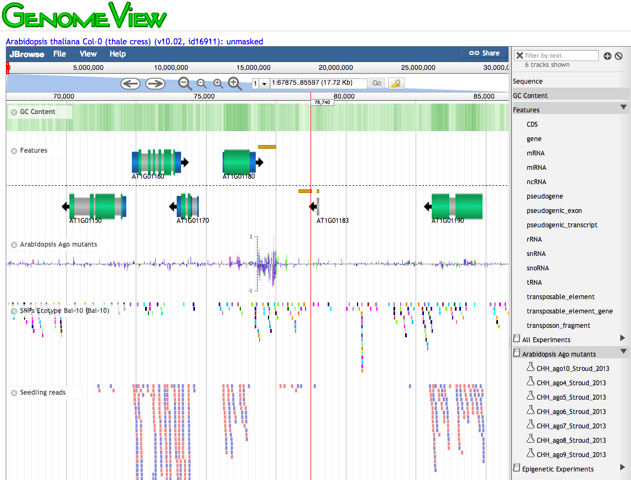 GENOMEVIEW
Arabidopsis thaliana Col-0 (thale cress) (v10.02, id16911): unmasked
JBrowse File View Help Share
0 5,000,000 10,000,000 15,000,000 20,000,000 25,000,000 30,000,000
1 1:67875..85597 (17.72 Kb) Go
70,000 75,000 80,000 85,000
78,740
GC Content
Features
AT1G01160 AT1G01180
AT1G01150 AT1G01170 AT1G01183 AT1G01190
Arabidopsis Ago mutants
1
0
-1
SNPs Ecotype Bal-10 (Bal-10)
Seedling reads
filter by text
6 tracks shown
Sequence
GC Content
Features
CDS
gene
mRNA
miRNA
ncRNA
pseudogene
pseudogenic_exon
pseudogenic_transcript
rRNA
snRNA
snoRNA
tRNA
transposable_element
transposable_element_gene
transposon_fragment
All Experiments
Arabidopsis Ago mutants
CHH_ago10_Stroud_2013
CHH_ago4_Stroud_2013
CHH_ago5_Stroud_2013
CHH_ago6_Stroud_2013
CHH_ago7_Stroud_2013
CHH_ago8_Stroud_2013
CHH_ago9_Stroud_2013
Epigenetic Experiments